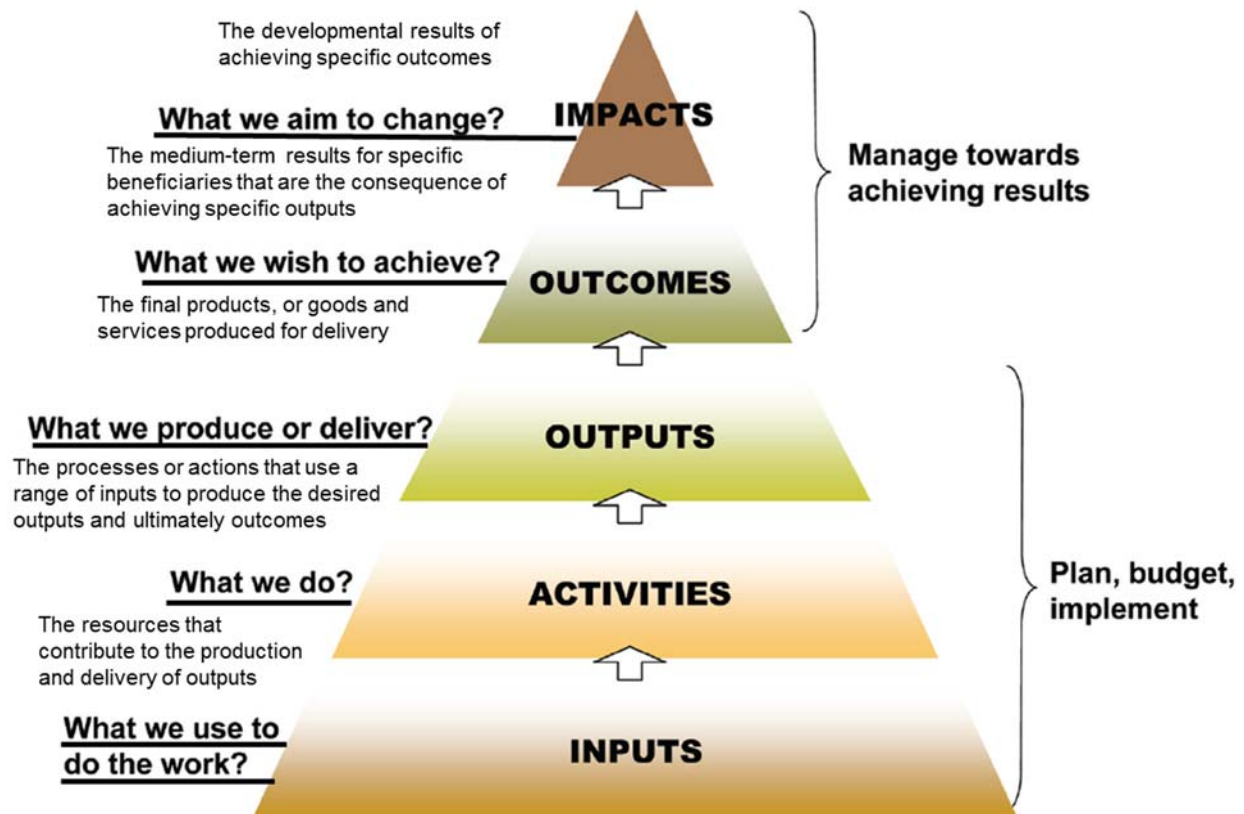 The developmental results of
achieving specific outcomes
What we aim to change?
IMPACTS
The medium-term results for specific
beneficiaries that are the consequence of
achieving specific outputs
Manage towards
achieving results
What we wish to achieve?
OUTCOMES
The final products, or goods and
services produced for delivery
What we produce or deliver?
OUTPUTS
The processes or actions that use a
range of inputs to produce the desired
outputs and ultimately outcomes
What we do?
ACTIVITIES
Plan, budget,
implement
The resources that
contribute to the production
and delivery of outputs
What we use to
do the work?
INPUTS